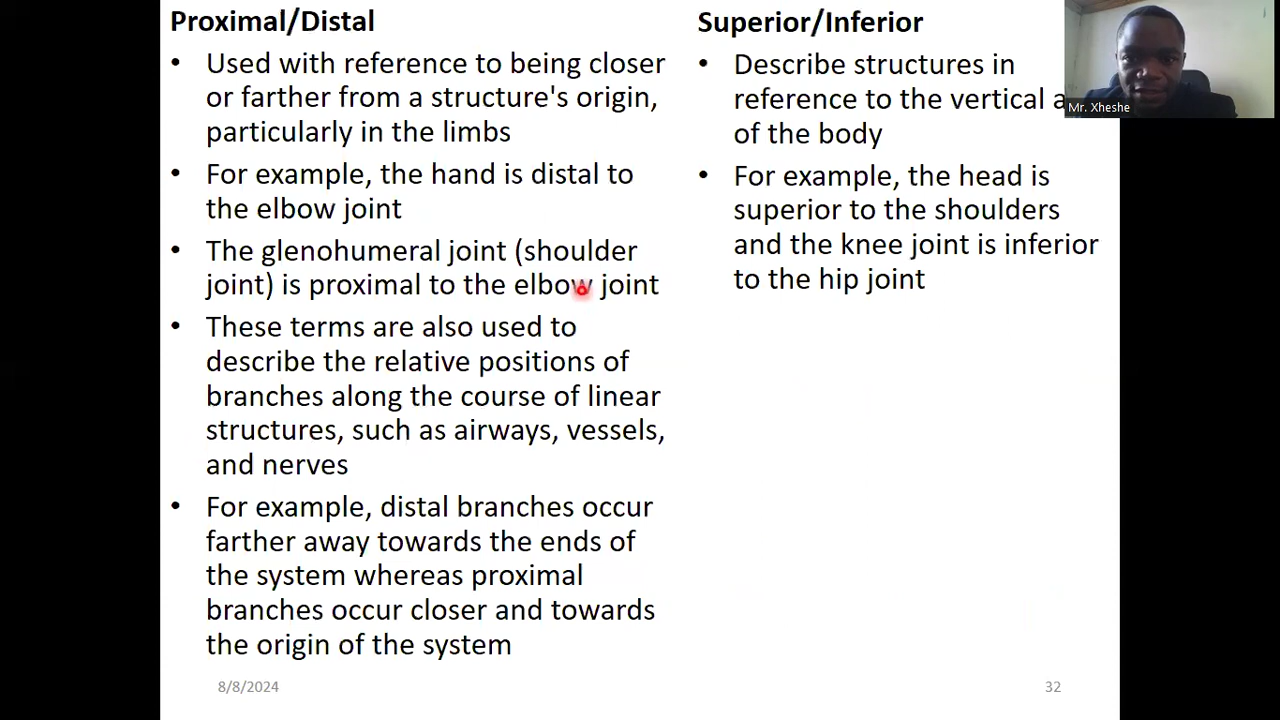 Proximal/Distal
• Used with reference to being closer
or farther from a structure's origin,
particularly in the limbs
• For example, the hand is distal to
the elbow joint
• The glenohumeral joint (shoulder
joint) is proximal to the elbow joint
• These terms are also used to
describe the relative positions of
branches along the course of linear
structures, such as airways, vessels,
and nerves
• For example, distal branches occur
farther away towards the ends of
the system whereas proximal
branches occur closer and towards
the origin of the system
Superior/Inferior
• Describe structures in
reference to the vertical
of the body
• For example, the head is
superior to the shoulders
and the knee joint is inferior
to the hip joint
Mr. Xheshe
8/8/2024
32